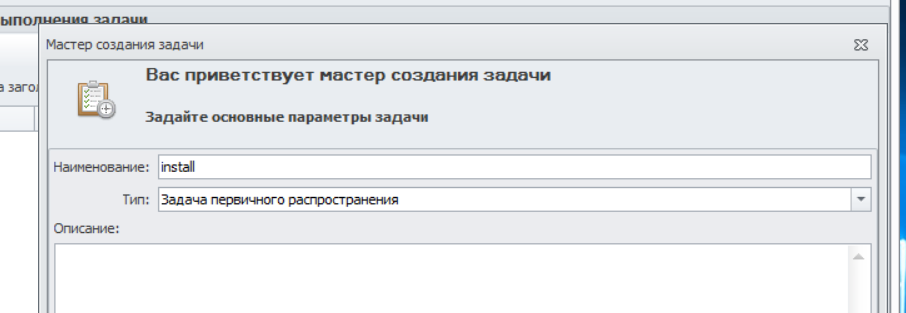 ыполнения задачи
Мастер создания задачи
Вас приветствует мастер создания задачи
а заго
Задайте основные параметры задачи
Наименование: install
Тип: Задача первичного распространения
Описание: